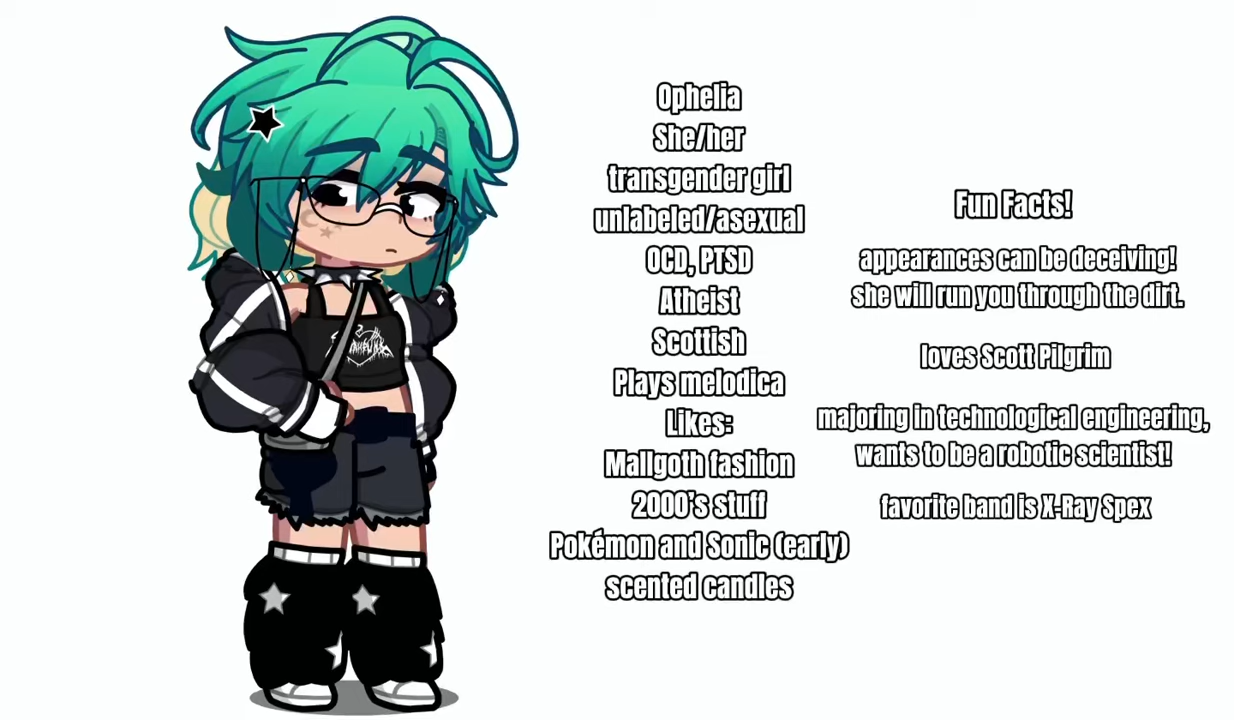 Ophelia
She/her
transgender girl
unlabeled/asexual
OCD, PTSD
Atheist
Scottish
Plays melodica
Likes:
Mallgoth fashion
2000's stuff
Pokémon and Sonic (early)
scented candles
Fun Facts!
appearances can be deceiving!
she will run you through the dirt.
loves Scott Pilgrim
majoring in technological engineering,
wants to be a robotic scientist!
favorite band is X-Ray Spex